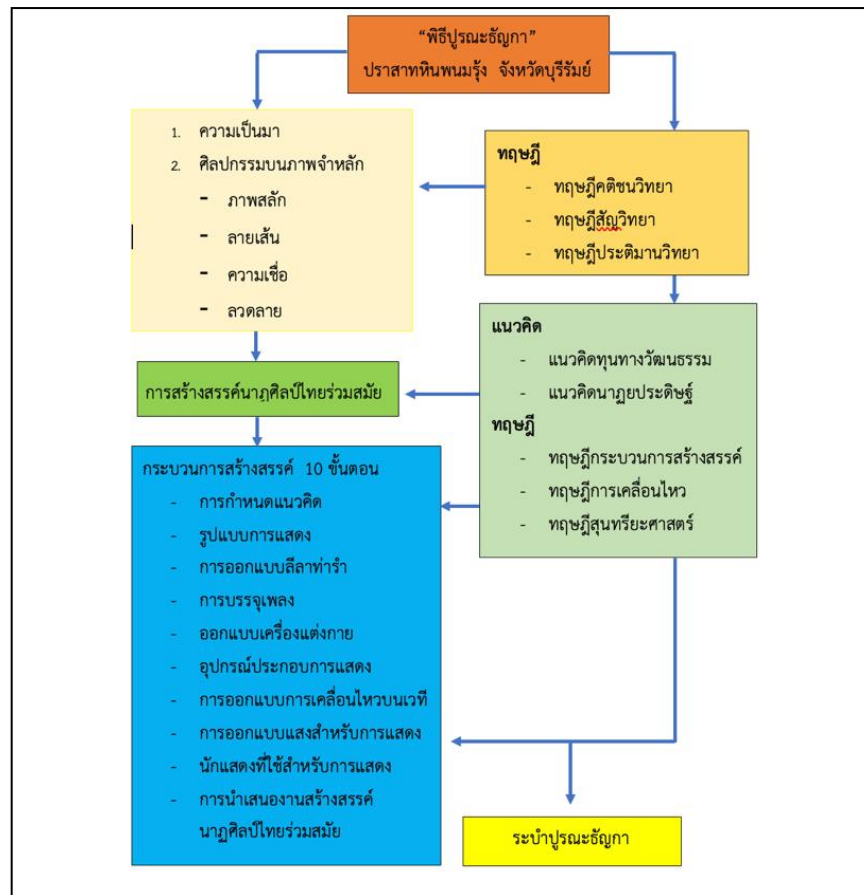 “พิธีปูรณะธัญกา”
ปราสาทหินพนมรุ้ง จังหวัดบุรีรัมย์
1. ความเป็นมา
2. ศิลปกรรมบนภาพจำหลัก
- ภาพสลัก
- ลายเส้น
- ความเชื่อ
- ลวดลาย
ทฤษฎี
- ทฤษฎีคติชนวิทยา
- ทฤษฎีสัญวิทยา
- ทฤษฎีประติมานวิทยา
แนวคิด
- แนวคิดทุนทางวัฒนธรรม
- แนวคิดนาฏยประดิษฐ์
ทฤษฎี
- ทฤษฎีกระบวนการสร้างสรรค์
- ทฤษฎีการเคลื่อนไหว
- ทฤษฎีสุนทรียะศาสตร์
การสร้างสรรค์นาฏศิลป์ไทยร่วมสมัย
กระบวนการสร้างสรรค์ 10 ขั้นตอน
- การกำหนดแนวคิด
- รูปแบบการแสดง
- การออกแบบลีลาท่ารำ
- การบรรจุเพลง
- ออกแบบเครื่องแต่งกาย
- อุปกรณ์ประกอบการแสดง
- การออกแบบการเคลื่อนไหวบนเวที
- การออกแบบแสงสำหรับการแสดง
- นักแสดงที่ใช้สำหรับการแสดง
- การนำเสนองานสร้างสรรค์
นาฏศิลป์ไทยร่วมสมัย
ระบำปูรณะธัญกา